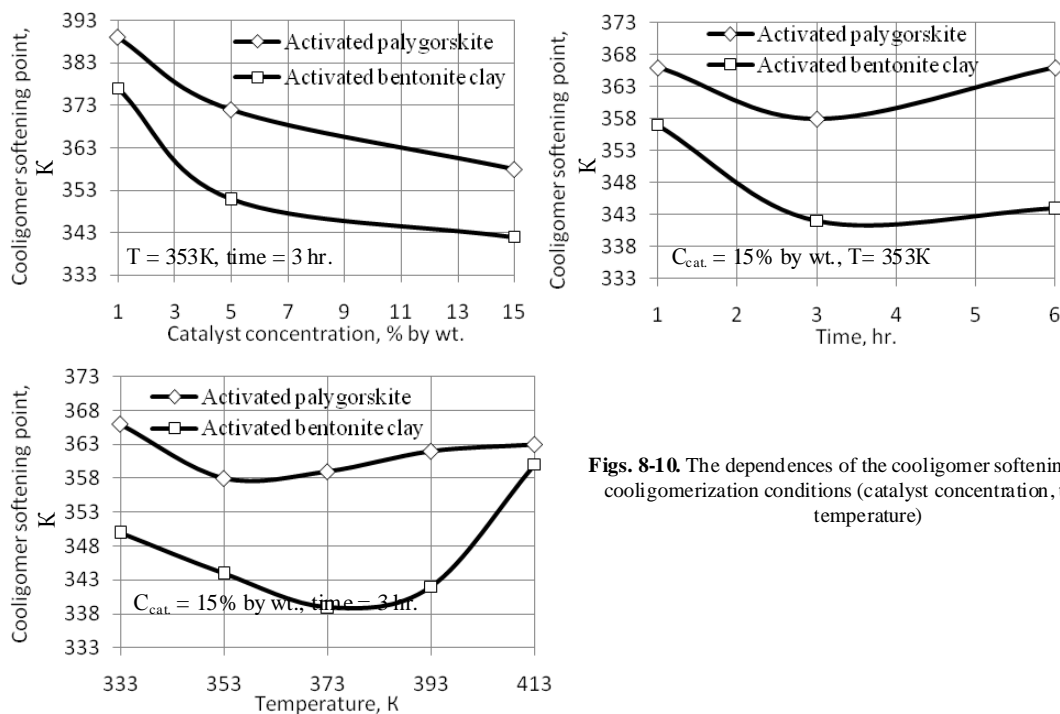 Cooligomer softening point,
K
393
383
373
363
353
343
333
Activated palygorskite
Activated bentonite clay
T = 353K, time = 3 hr.
1 3 5 7 9 11 13 15
Catalyst concentration, % by wt.
Cooligomer softening point,
K
373
368
363
358
353
348
343
338
333
Activated palygorskite
Activated bentonite clay
Ccat. = 15% by wt., T= 353K
1 2 3 4 5 6
Time, hr.
Cooligomer softening point,
K
373
368
363
358
353
348
343
338
333
Activated palygorskite
Activated bentonite clay
Ccat. = 15% by wt., time = 3 hr.
333 353 373 393 413
Temperature, K
Figs. 8-10. The dependences of the cooligomer softenin
cooligomerization conditions (catalyst concentration,
temperature)